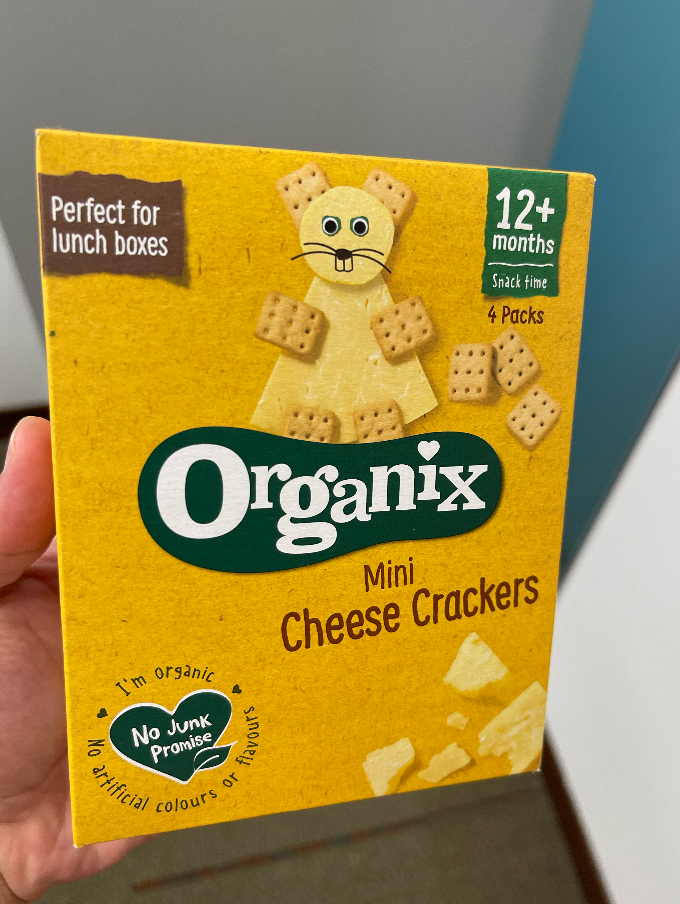 Perfect for
lunch boxes
12+
months
Snack time
4 Packs
Organix
Mini
Cheese Crackers
I'm organic
No Junk
Promise
No artificial colours or flavours